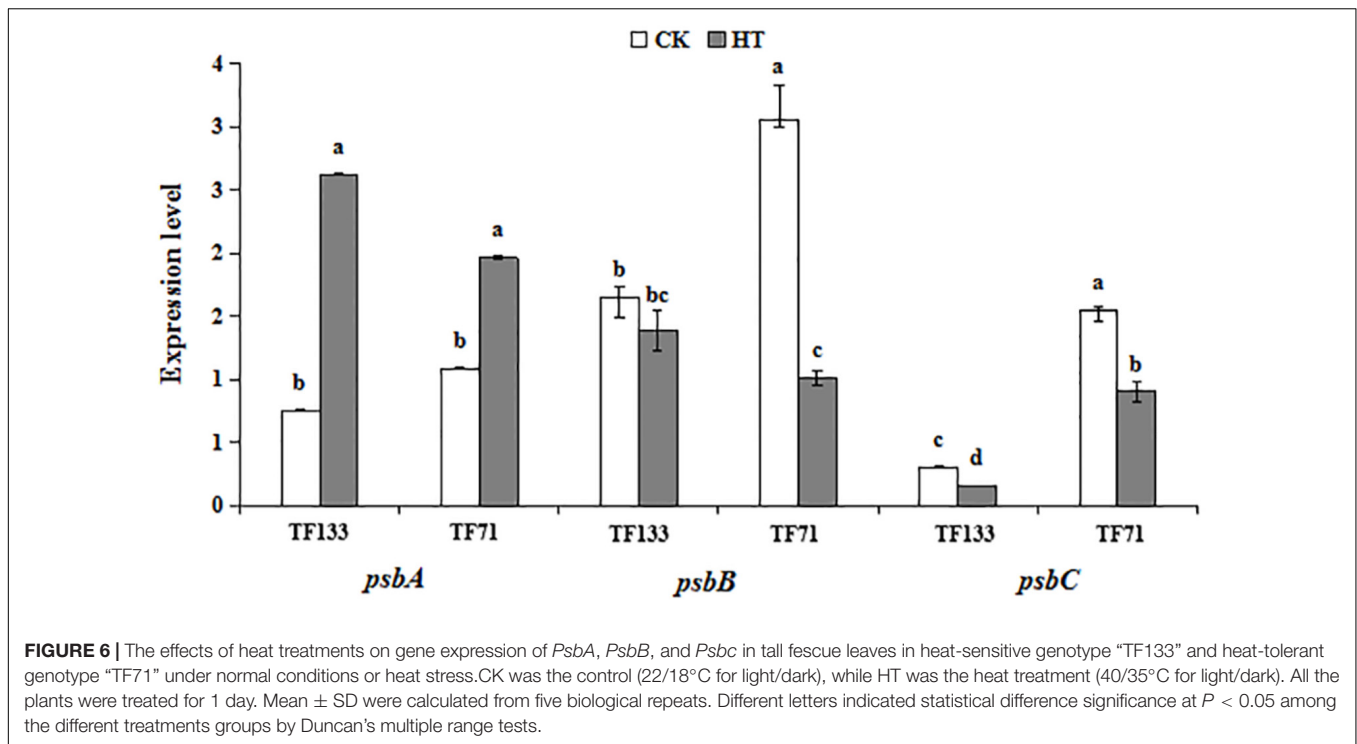 CK HT
4
3
3
2
2
1
1
0
Expression level
a
b
a
b
b
bc
a
c
c
d
a
b
TF133 TF71 TF133 TF71 TF133 TF71
psbA psbB psbC
FIGURE 6 | The effects of heat treatments on gene expression of PsbA, PsbB, and Psbc in tall fescue leaves in heat-sensitive genotype “TF133” and heat-tolerant
genotype “TF71” under normal conditions or heat stress.CK was the control (22/18°C for light/dark), while HT was the heat treatment (40/35°C for light/dark). All the
plants were treated for 1 day. Mean ± SD were calculated from five biological repeats. Different letters indicated statistical difference significance at P < 0.05 among
the different treatments groups by Duncan’s multiple range tests.